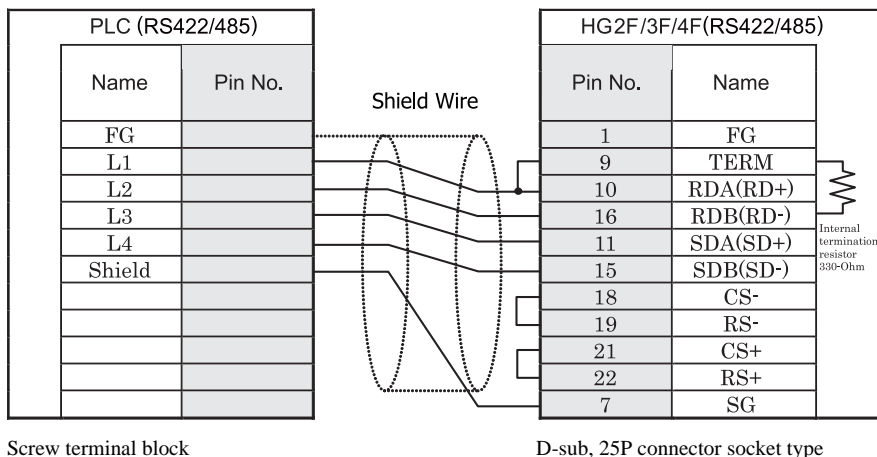 PLC (RS422/485)
Name Pin No.
FG
L1
L2
L3
L4
Shield
Shield Wire
HG2F/3F/4F(RS422/485)
Pin No. Name
1 FG
9 TERM
10 RDA(RD+)
16 RDB(RD-)
11 SDA(SD+)
15 SDB(SD-)
18 CS-
19 RS-
21 CS+
22 RS+
7 SG
Internal
termination
resistor
330-Ohm
Screw terminal block
D-sub, 25P connector socket type